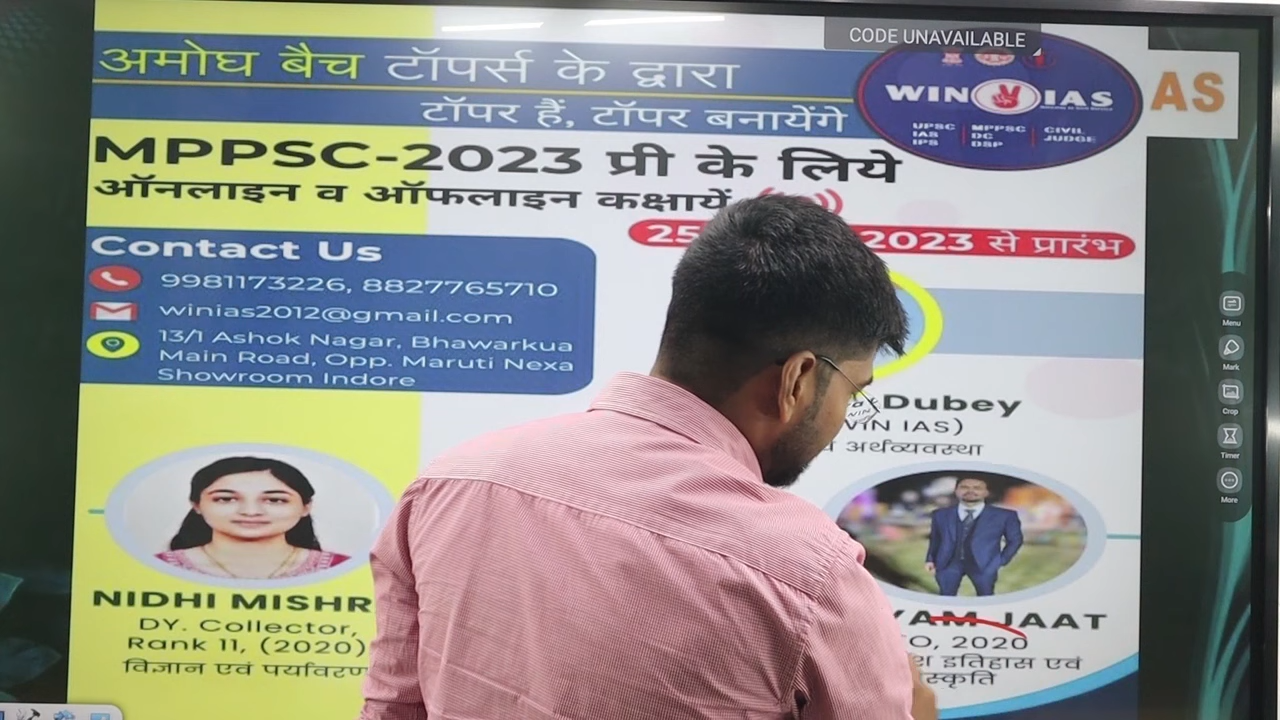 CODE UNAVAILABLE
अमोघ बैच टॉपर्स के द्वारा
टॉपर हैं, टॉपर बनायेंगे
WIN IAS
UPSC IAS IPS
MPPSC DC DSP
CIVIL JUDGE
AS
MPPSC-2023 प्री के लिये
ऑनलाइन व ऑफलाइन कक्षायें
25 2023 से प्रारंभ
Contact Us
9981173226, 8827765710
winias2012@gmail.com
13/1 Ashok Nagar, Bhawarkua
Main Road, Opp. Maruti Nexa
Showroom Indore
Dubey
WIN IAS)
अर्थव्यवस्था
NIDHI MISHR
DY. Collector,
Rank 11, (2020)
विज्ञान एवं पर्यावरण
YAM JAAT
O, 2020
इतिहास एवं
स्कृति
Menu
Mark
Crop
Timer
More